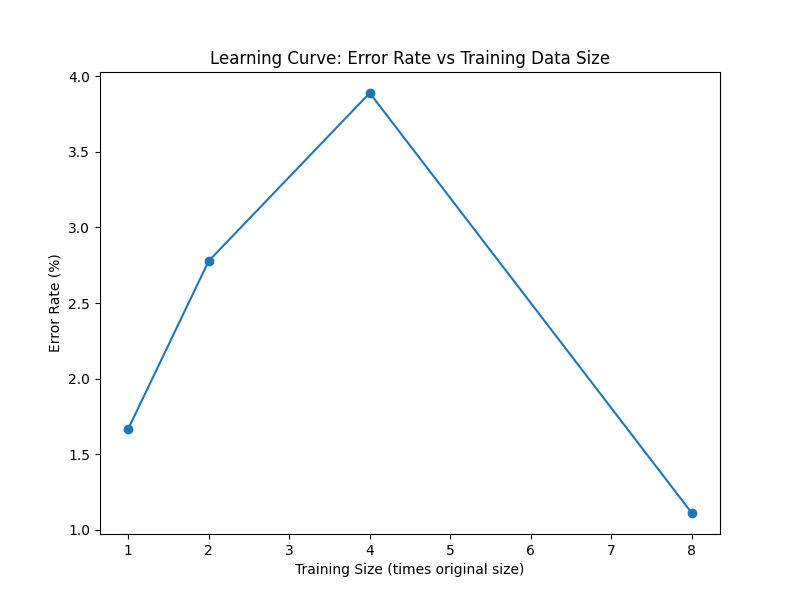 Learning Curve: Error Rate vs Training Data Size
4.0
3.5
3.0
2.5
2.0
1.5
1.0
Error Rate (%)
1 2 3 4 5 6 7 8
Training Size (times original size)